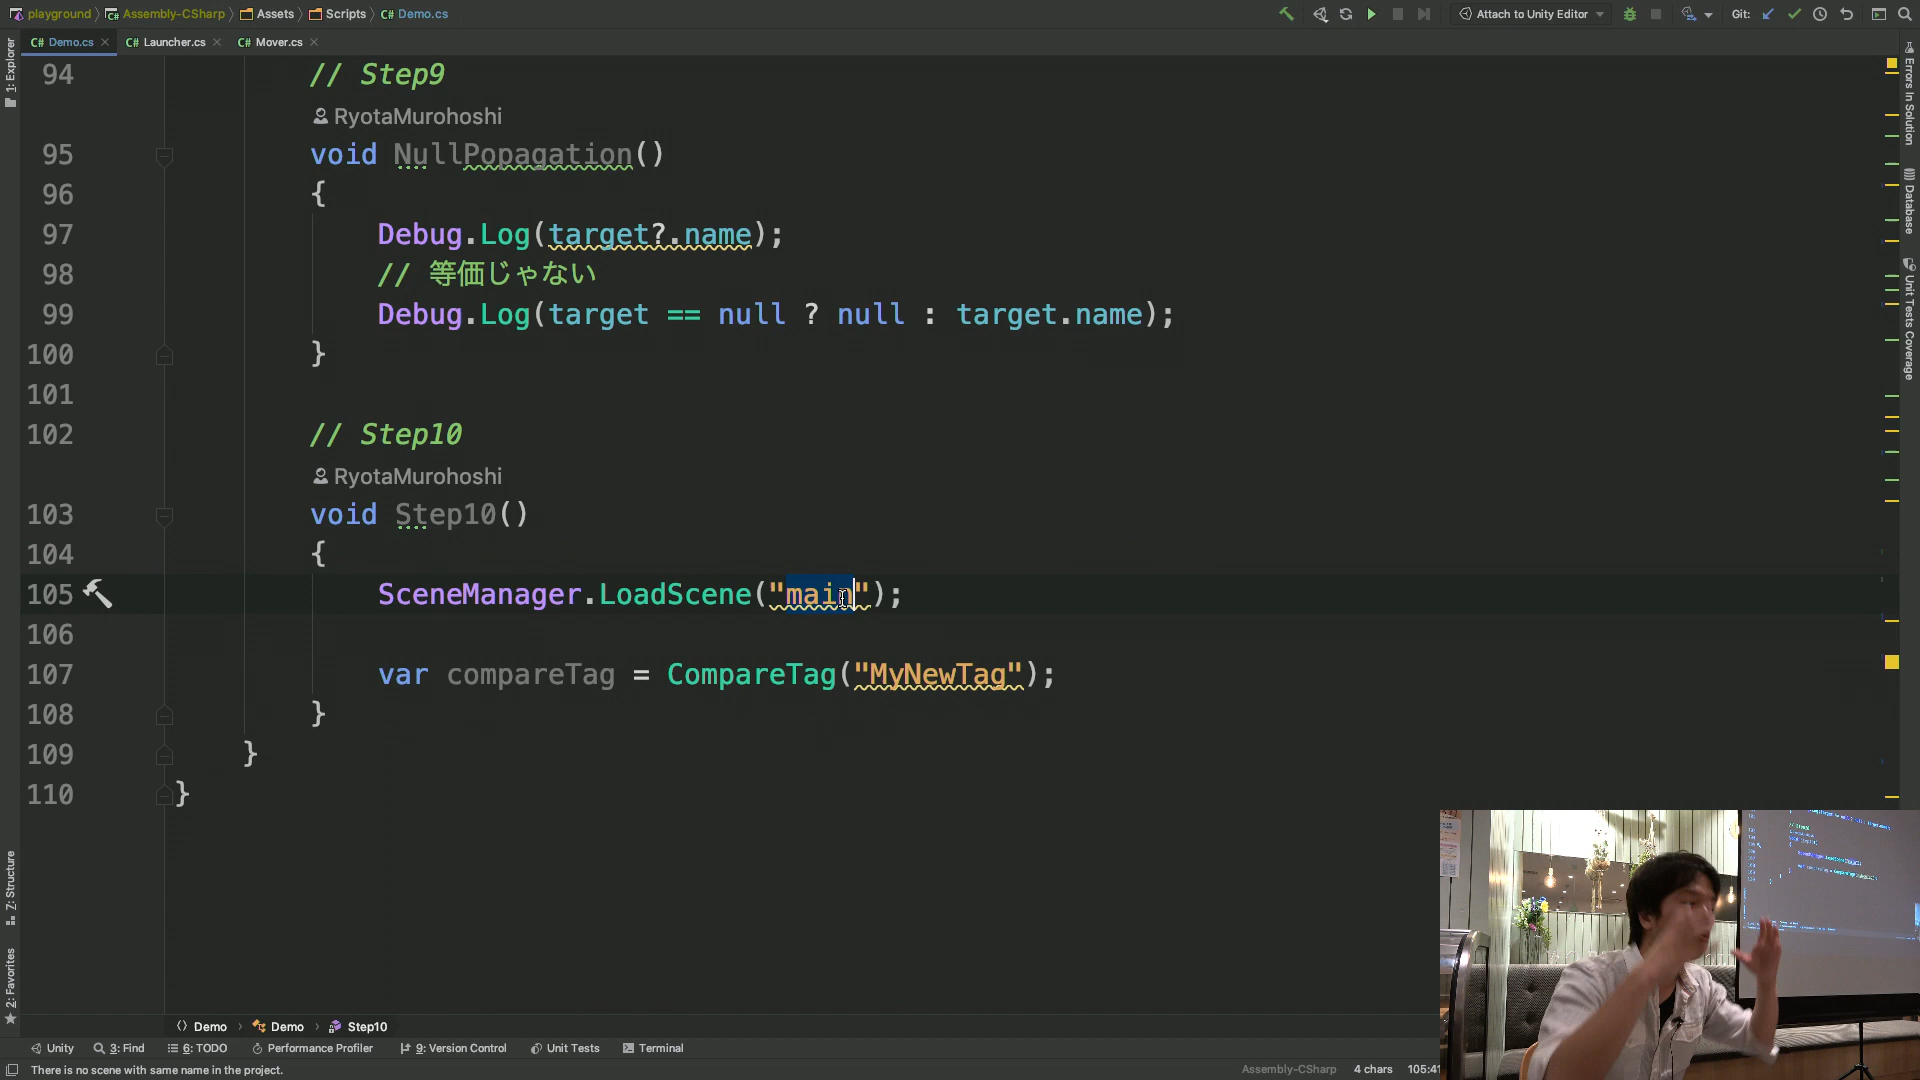 playground Assembly-CSharp Assets Scripts Demo.cs
Attach to Unity Editor Git:
Demo.cs Launcher.cs Mover.cs
1: Explorer
94 // Step9
RyotaMurohoshi
95 void NullPopagation()
96 {
97 Debug.Log(target?.name);
98 // 等価じゃない
99 Debug.Log(target == null ? null : target.name);
100 }
101
102 // Step10
RyotaMurohoshi
103 void Step10()
104 {
105 SceneManager.LoadScene("main");
106
107 var compareTag = CompareTag("MyNewTag");
108 }
109 }
110 }
Errors In Solution
Database
Unit Tests Coverage
Z: Structure
2: Favorites
Demo Demo Step10
Unity 3: Find 6: TODO Performance Profiler 9: Version Control Unit Tests Terminal
There is no scene with same name in the project.
Assembly-CSharp 4 chars 105:41